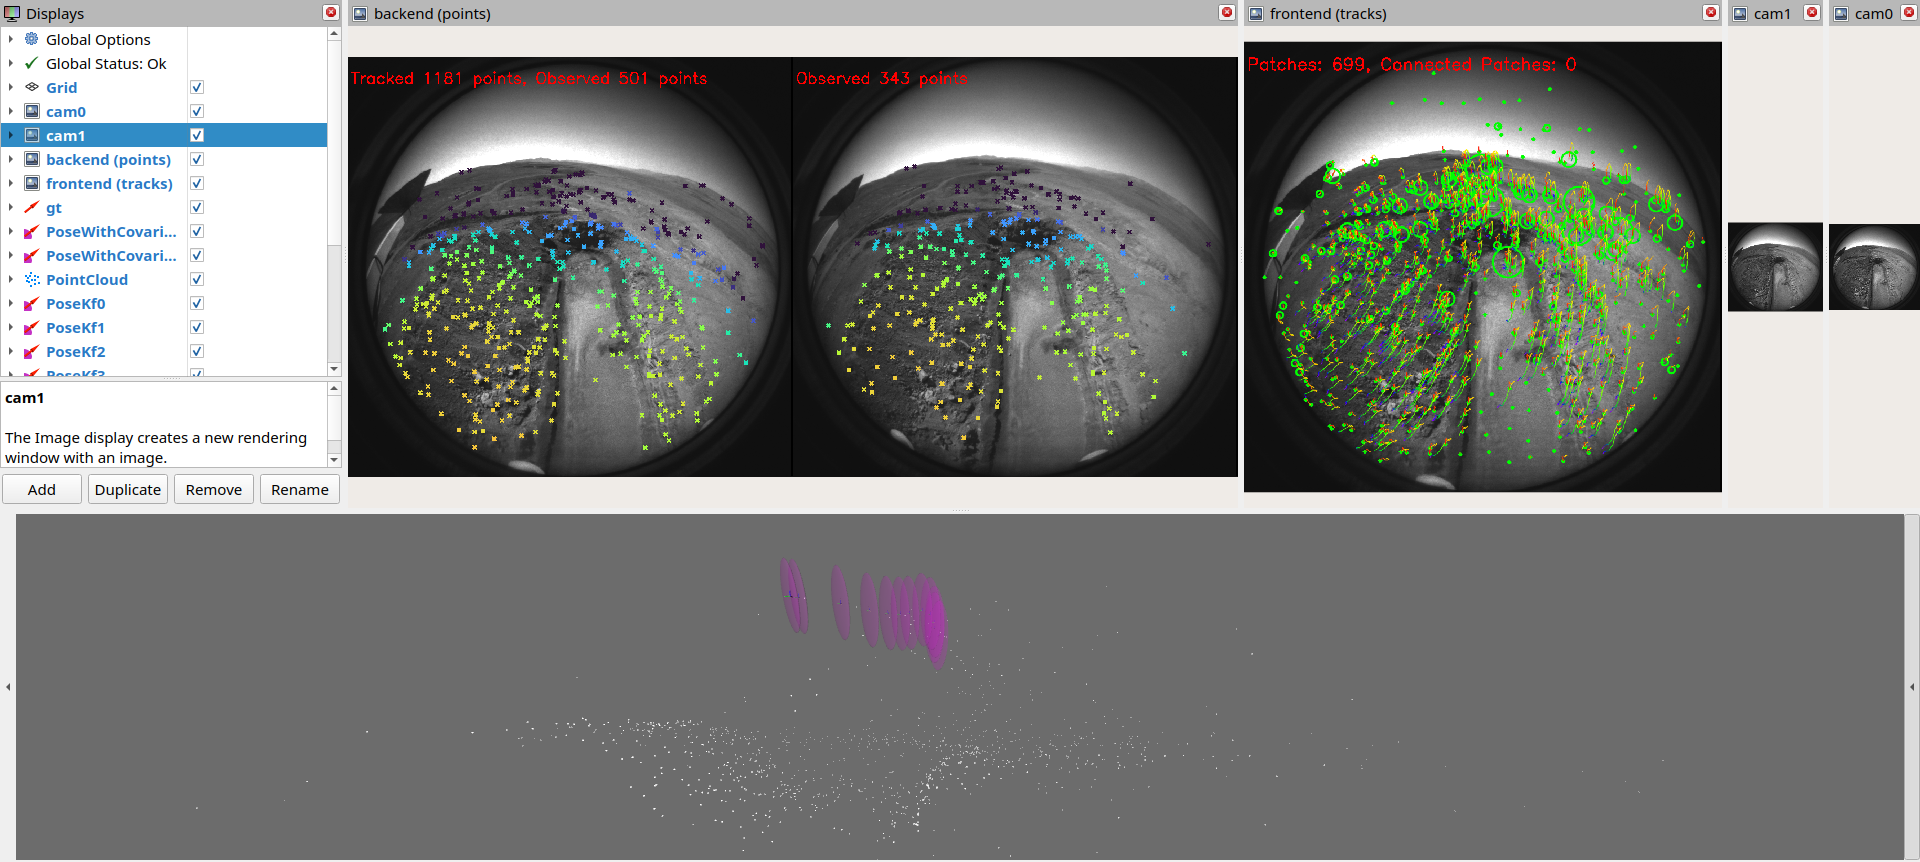 Displays
Global Options
Global Status: Ok
Grid
cam0
cam1
backend (points)
frontend (tracks)
gt
PoseWithCovari...
PoseWithCovari...
PointCloud
PoseKf0
PoseKf1
PoseKf2
PoseKf3
cam1
The Image display creates a new rendering
window with an image.
Add Duplicate Remove Rename
backend (points)
Tracked 1181 points, Observed 501 points
Observed 343 points
frontend (tracks)
Patches: 699, Connected Patches: 0
cam1
cam0